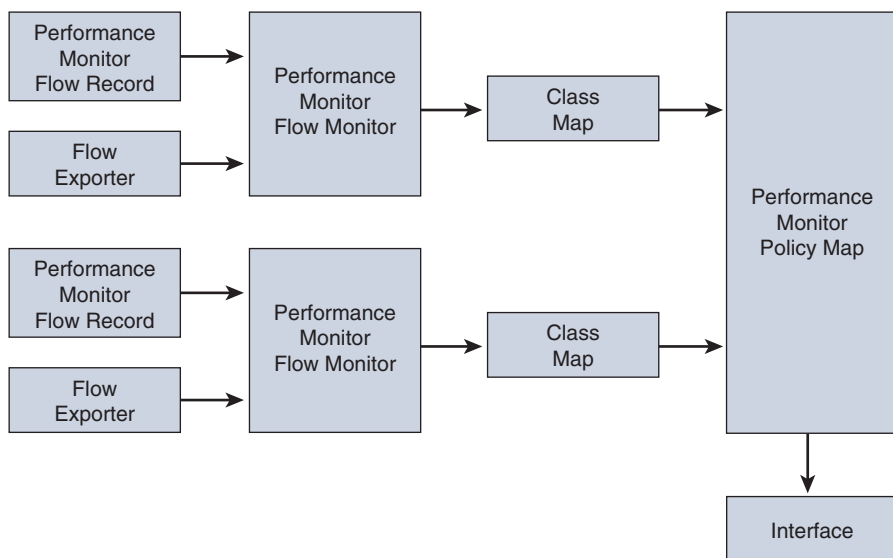 Performance
Monitor
Flow Record
Flow
Exporter
Performance
Monitor
Flow Monitor
Class
Map
Performance
Monitor
Flow Record
Flow
Exporter
Performance
Monitor
Flow Monitor
Class
Map
Performance
Monitor
Policy Map
Interface